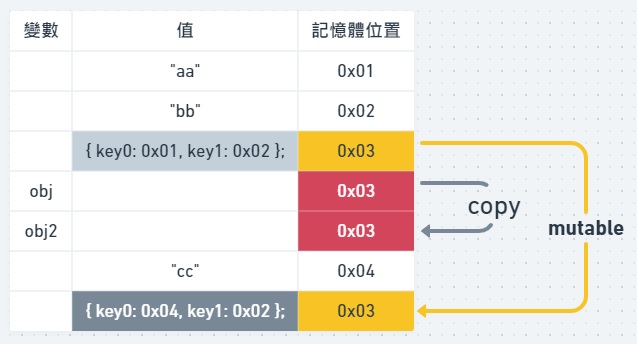 變數 值 記憶體位置
"aa" 0x01
"bb" 0x02
{ key0: 0x01, key1: 0x02 }; 0x03
obj 0x03
copy
obj2 0x03
mutable
"cc" 0x04
{ key0: 0x04, key1: 0x02 }; 0x03